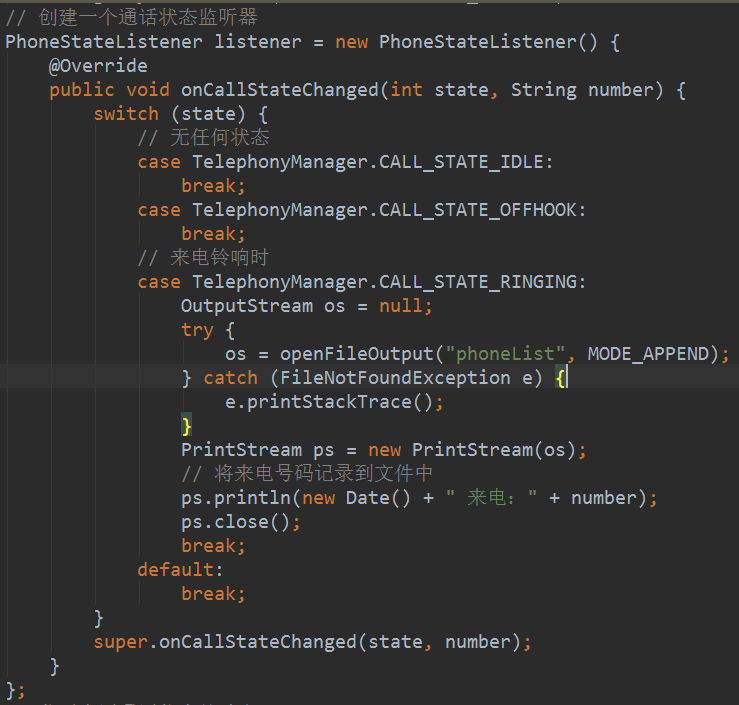 // 创建一个通话状态监听器
PhoneStateListener listener = new PhoneStateListener() {
    @Override
    public void onCallStateChanged(int state, String number) {
        switch (state) {
            // 无任何状态
            case TelephonyManager.CALL_STATE_IDLE:
                break;
            case TelephonyManager.CALL_STATE_OFFHOOK:
                break;
            // 来电铃响时
            case TelephonyManager.CALL_STATE_RINGING:
                OutputStream os = null;
                try {
                    os = openFileOutput("phoneList", MODE_APPEND);
                } catch (FileNotFoundException e) {
                    e.printStackTrace();
                }
                PrintStream ps = new PrintStream(os);
                // 将来电号码记录到文件中
                ps.println(new Date() + " 来电：" + number);
                ps.close();
                break;
            default:
                break;
        }
        super.onCallStateChanged(state, number);
    }
};